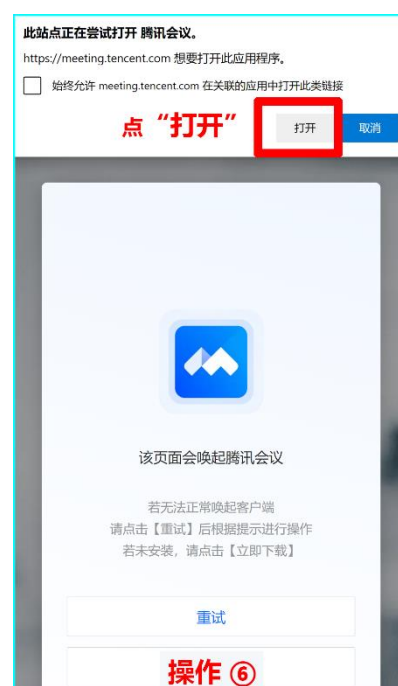 此站点正在尝试打开 腾讯会议。
https://meeting.tencent.com 想要打开此应用程序。
始终允许 meeting.tencent.com 在关联的应用中打开此类链接
点“打开” 打开 取消
该页面会唤起腾讯会议
若无法正常唤起客户端
请点击【重试】后根据提示进行操作
若未安装，请点击【立即下载】
重试
操作 ⑥